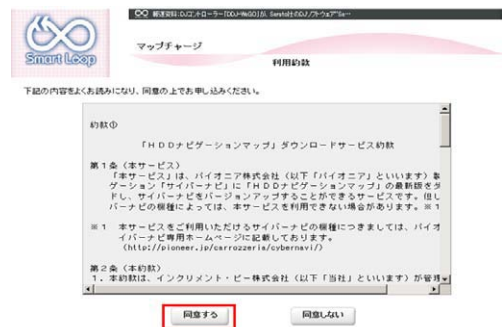 Smart Loop
マップチャージ
利用約款
下記の内容をよくお読みになり、同意の上でお申し込みください。
約款①
「HDDナビゲーションマップ」ダウンロードサービス約款
第1条（本サービス）
「本サービス」は、パイオニア株式会社（以下「パイオニア」といいます）製
ゲーション「サイバーナビ」に「HDDナビゲーションマップ」の最新版をダ
ドし、サイバーナビをバージョンアップすることができるサービスです。但し
バーナビの機種によっては、本サービスを利用できない場合があります。※1
※1 本サービスをご利用いただけるサイバーナビの機種につきましては、パイオ
イバーナビ専用ホームページに記載しております。
(http://pioneer.jp/carrozzeria/cybernavi/)
第2条（本約款）
1．本約款は、インクリメント・ピー株式会社（以下「当社」といいます）が管理
同意する
同意しない